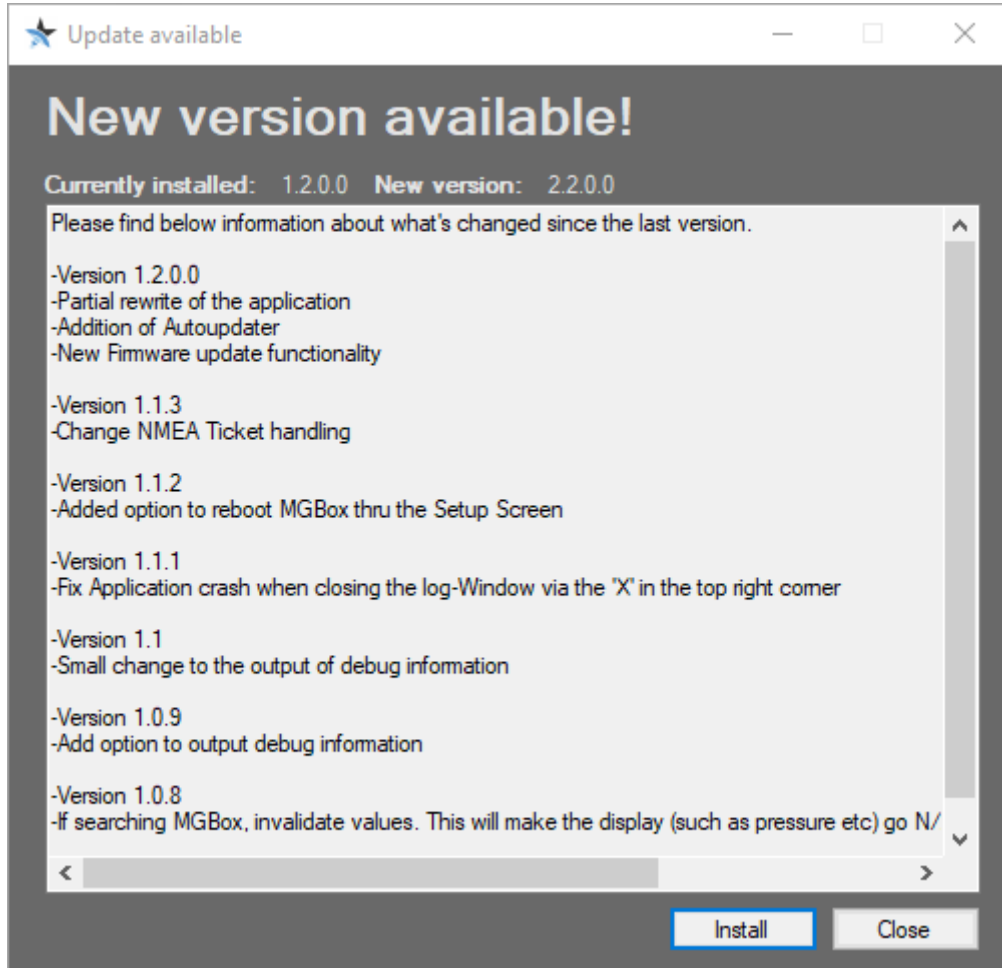 Update available
New version available!
Currently installed: 1.2.0.0 New version: 2.2.0.0
Please find below information about what's changed since the last version.
-Version 1.2.0.0
-Partial rewrite of the application
-Addition of Autoupdater
-New Firmware update functionality
-Version 1.1.3
-Change NMEA Ticket handling
-Version 1.1.2
-Added option to reboot MGBox thru the Setup Screen
-Version 1.1.1
-Fix Application crash when closing the log-Window via the 'X' in the top right corner
-Version 1.1
-Small change to the output of debug information
-Version 1.0.9
-Add option to output debug information
-Version 1.0.8
-If searching MGBox, invalidate values. This will make the display (such as pressure etc) go N/
Install Close